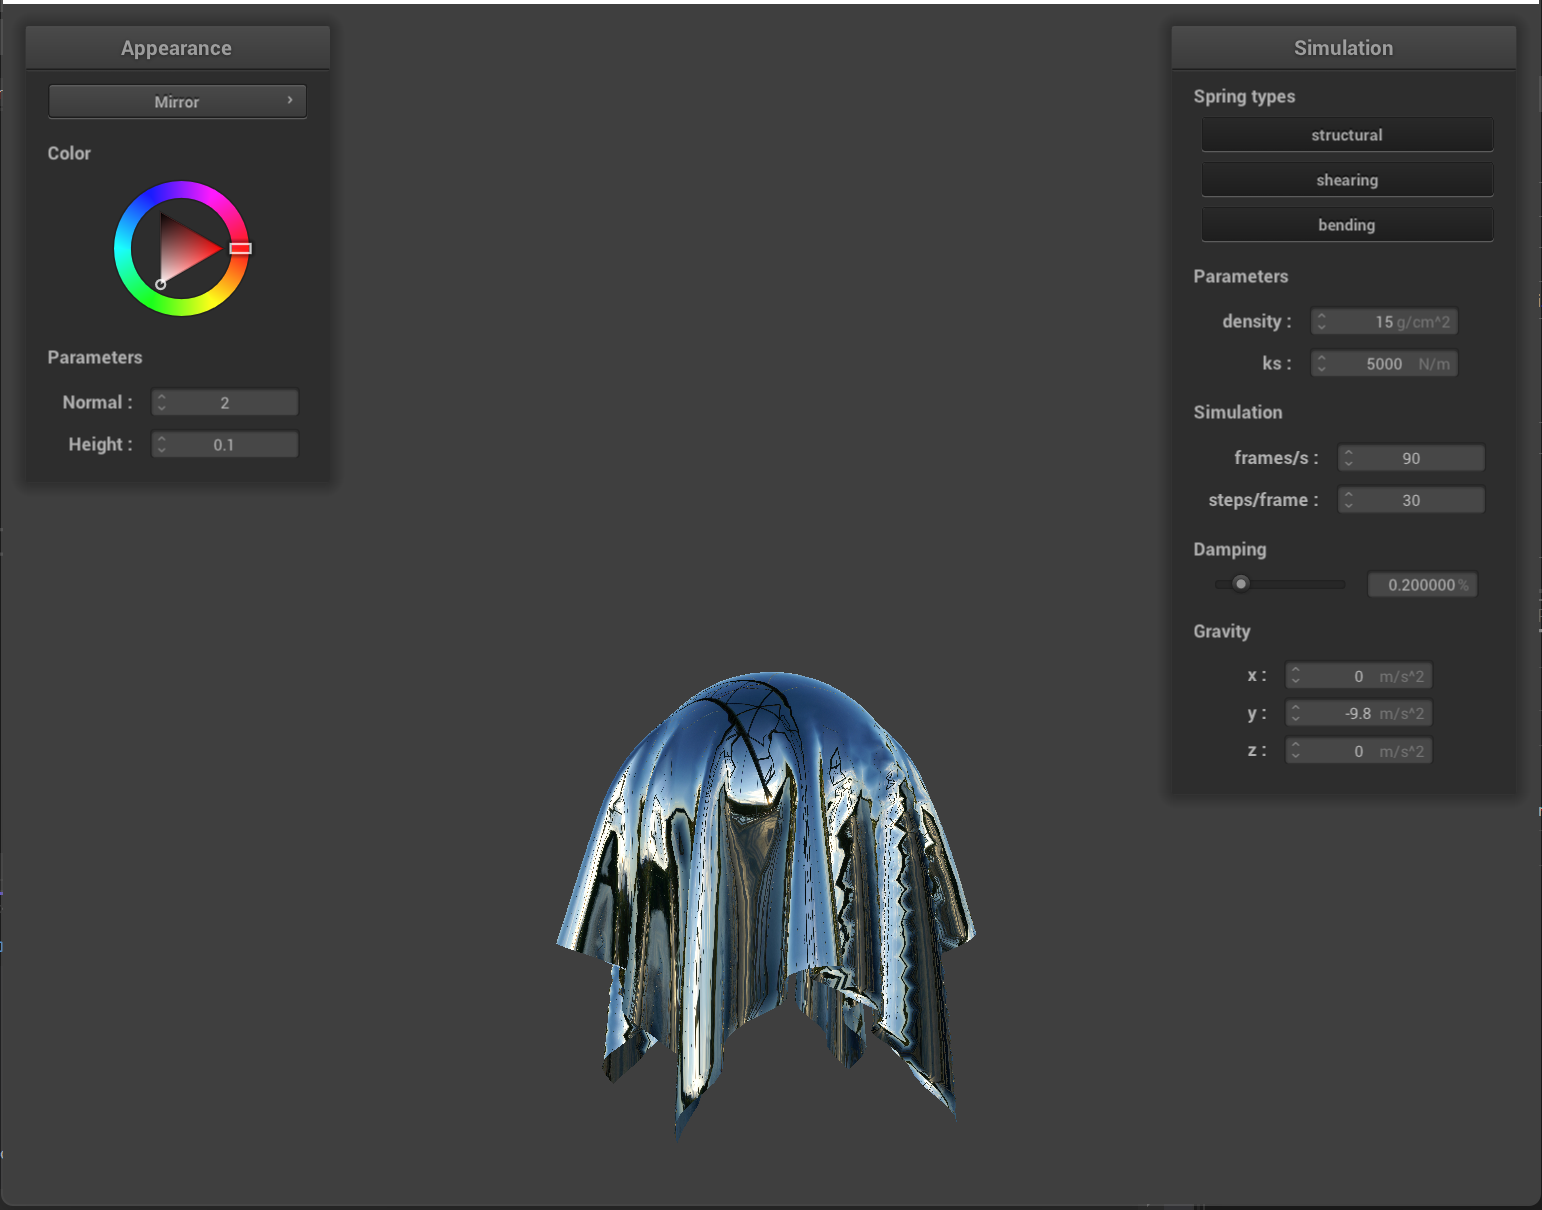 Appearance
Mirror
Color
Parameters
Normal : 2
Height : 0.1
Simulation
Spring types
structural
shearing
bending
Parameters
density : 15 g/cm^2
ks : 5000 N/m
Simulation
frames/s : 90
steps/frame : 30
Damping
0.200000 %
Gravity
x : 0 m/s^2
y : -9.8 m/s^2
z : 0 m/s^2